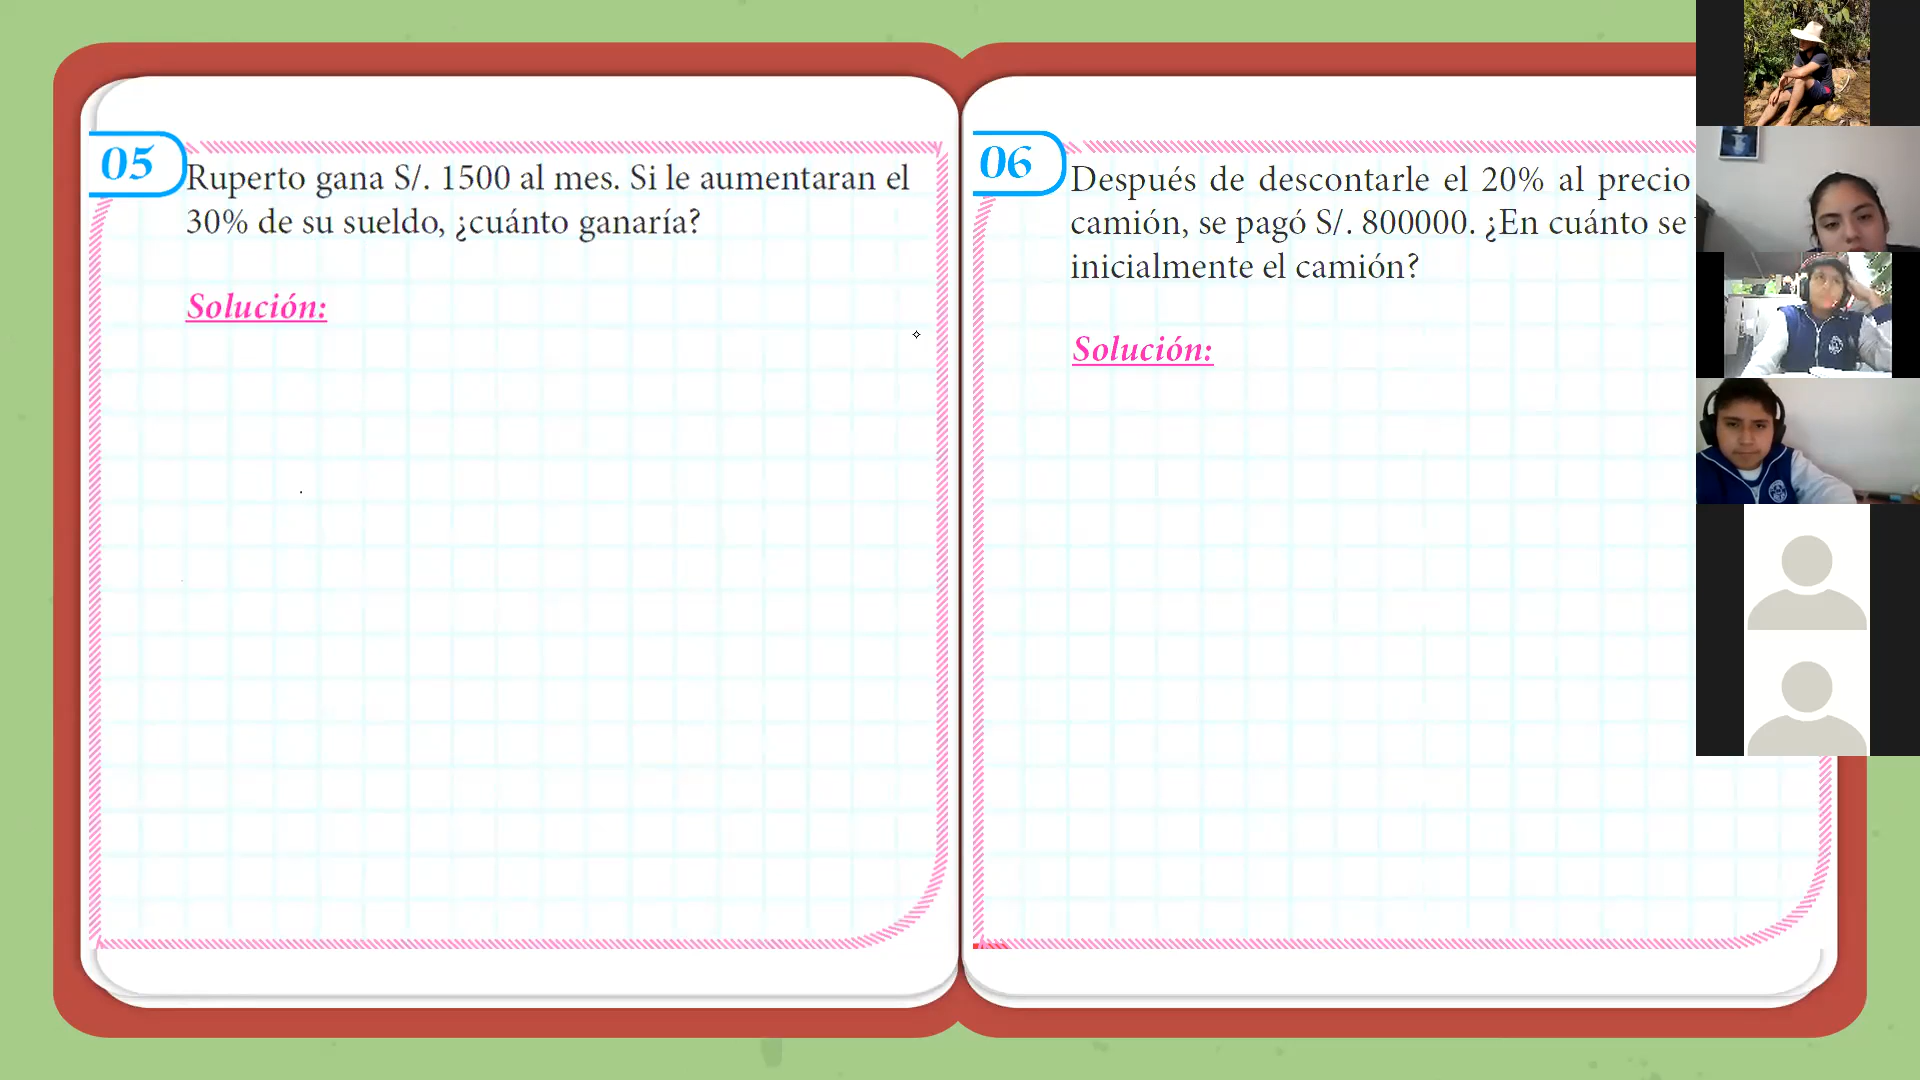 05
Ruperto gana S/. 1500 al mes. Si le aumentaran el
30% de su sueldo, ¿cuánto ganaría?
Solución:
06
Después de descontarle el 20% al precio
camión, se pagó S/. 800000. ¿En cuánto se
inicialmente el camión?
Solución: